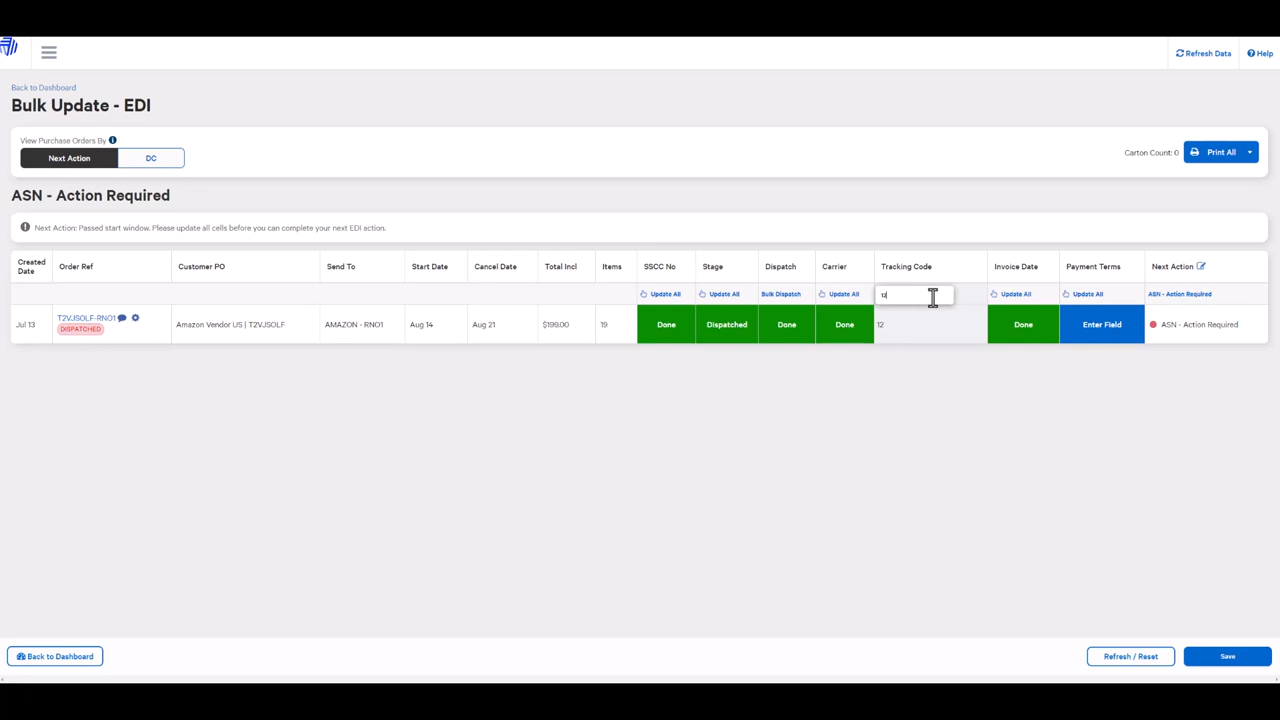 Refresh Data
Help
Back to Dashboard
Bulk Update - EDI
View Purchase Orders By
Next Action
DC
Carton Count: 0
Print All
ASN - Action Required
Next Action: Passed start window. Please update all cells before you can complete your next EDI action.
Created Date
Order Ref
Customer PO
Send To
Start Date
Cancel Date
Total Incl
Items
SSCC No
Stage
Dispatch
Carrier
Tracking Code
Invoice Date
Payment Terms
Next Action
Update All
Update All
Bulk Dispatch
Update All
12
Update All
Update All
ASN - Action Required
Jul 13
T2VJSOLF-RNO1
DISPATCHED
Amazon Vendor US | T2VJSOLF
AMAZON - RNO1
Aug 14
Aug 21
$199.00
19
Done
Dispatched
Done
Done
12
Done
Enter Field
ASN - Action Required
Back to Dashboard
Refresh / Reset
Save